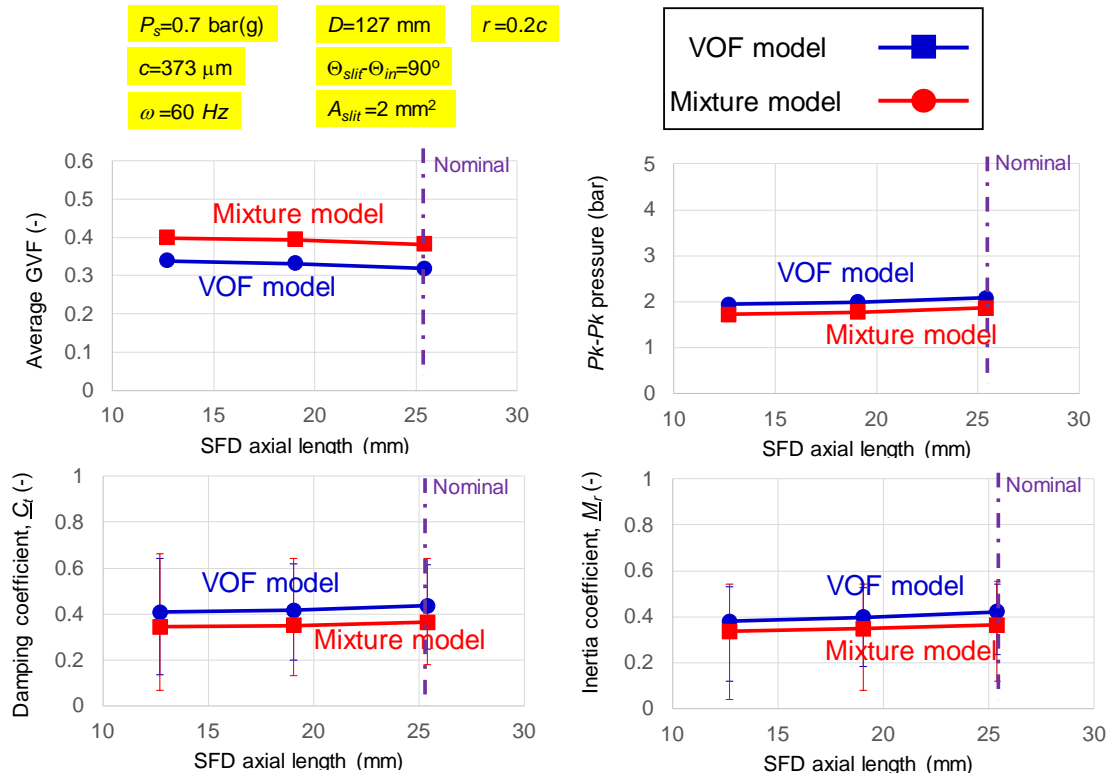 Pₛ=0.7 bar(g)
D=127 mm
r=0.2c
c=373 μm
Θslit-Θin=90º
ω=60 Hz
Aslit=2 mm²
VOF model
Mixture model
0.6
0.5
0.4
0.3
0.2
0.1
0
Average GVF (-)
Mixture model
VOF model
Nominal
10 15 20 25 30
SFD axial length (mm)
5
4
3
2
1
0
Pk-Pk pressure (bar)
VOF model
Mixture model
Nominal
10 15 20 25 30
SFD axial length (mm)
1
0.8
0.6
0.4
0.2
0
Damping coefficient, Ct (-)
VOF model
Mixture model
Nominal
10 15 20 25 30
SFD axial length (mm)
1
0.8
0.6
0.4
0.2
0
Inertia coefficient, Mr (-)
VOF model
Mixture model
Nominal
10 15 20 25 30
SFD axial length (mm)